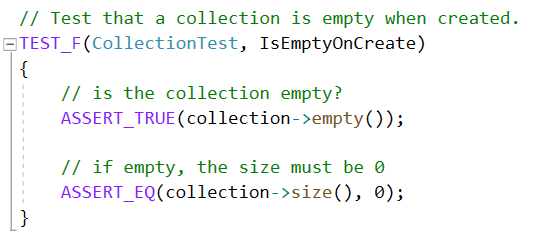 // Test that a collection is empty when created.
TEST_F(CollectionTest, IsEmptyOnCreate)
{
// is the collection empty?
ASSERT_TRUE(collection->empty());
// if empty, the size must be 0
ASSERT_EQ(collection->size(), 0);
}